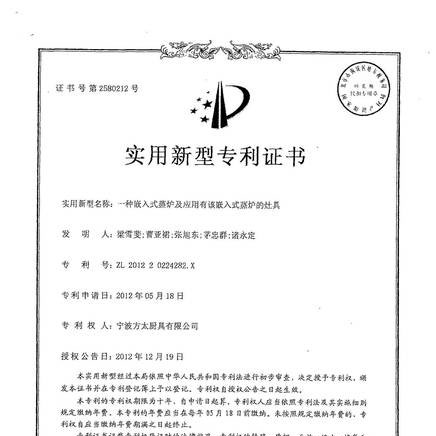 证书号第2580212号
实用新型专利证书
实用新型名称：一种嵌入式蒸炉及应用有该嵌入式蒸炉的灶具
发 明 人：梁雪斐;曹亚裙;张旭东;茅忠群;诸永定
专 利 号：ZL 2012 2 0224282.X
专利申请日：2012年05月18日
专 利 权 人：宁波方太厨具有限公司
授权公告日：2012年12月19日
本实用新型经过本局依照中华人民共和国专利法进行初步审查，决定授予专利权，颁
发本证书并在专利登记簿上予以登记。专利权自授权公告之日起生效。
本专利的专利权期限为十年，自申请日起算。专利权人应当依照专利法及其实施细则
规定缴纳年费。本专利的年费应当在每年05月18日前缴纳。未按照规定缴纳年费的，专
利权自应当缴纳年费期满之日起终止。